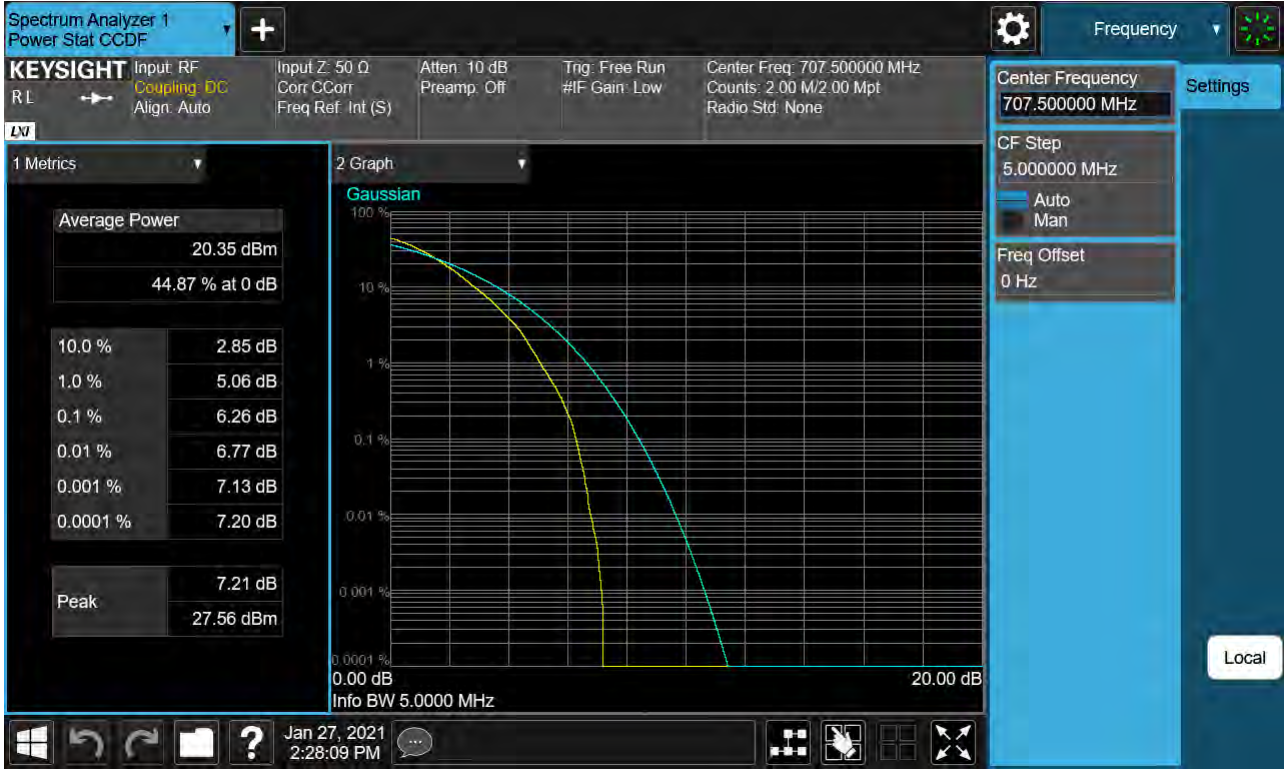 Spectrum Analyzer 1
Power Stat CCDF
Frequency
KEYSIGHT
RL
LXI
Input: RF
Coupling: DC
Align: Auto
Input Z: 50 Ω
Corr CCorr
Freq Ref: Int (S)
Atten: 10 dB
Preamp: Off
Trig: Free Run
#IF Gain: Low
Center Freq: 707.500000 MHz
Counts: 2.00 M/2.00 Mpt
Radio Std: None
Center Frequency
707.500000 MHz
Settings
CF Step
5.000000 MHz
Auto
Man
Freq Offset
0 Hz
1 Metrics
Average Power
20.35 dBm
44.87 % at 0 dB
10.0 % 2.85 dB
1.0 % 5.06 dB
0.1 % 6.26 dB
0.01 % 6.77 dB
0.001 % 7.13 dB
0.0001 % 7.20 dB
Peak
7.21 dB
27.56 dBm
2 Graph
Gaussian
100 %
10 %
1 %
0.1 %
0.01 %
0.001 %
0.0001 %
0.00 dB 20.00 dB
Info BW 5.0000 MHz
Local
?
Jan 27, 2021
2:28:09 PM